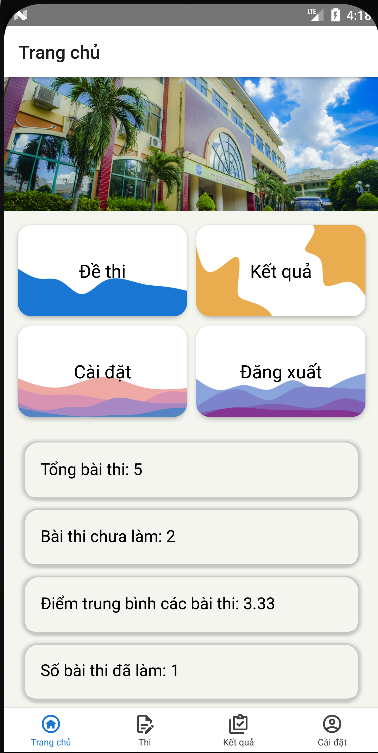 LTE 4:18
Trang chủ
Đề thi
Kết quả
Cài đặt
Đăng xuất
Tổng bài thi: 5
Bài thi chưa làm: 2
Điểm trung bình các bài thi: 3.33
Số bài thi đã làm: 1
Trang chủ Thi Kết quả Cài đặt